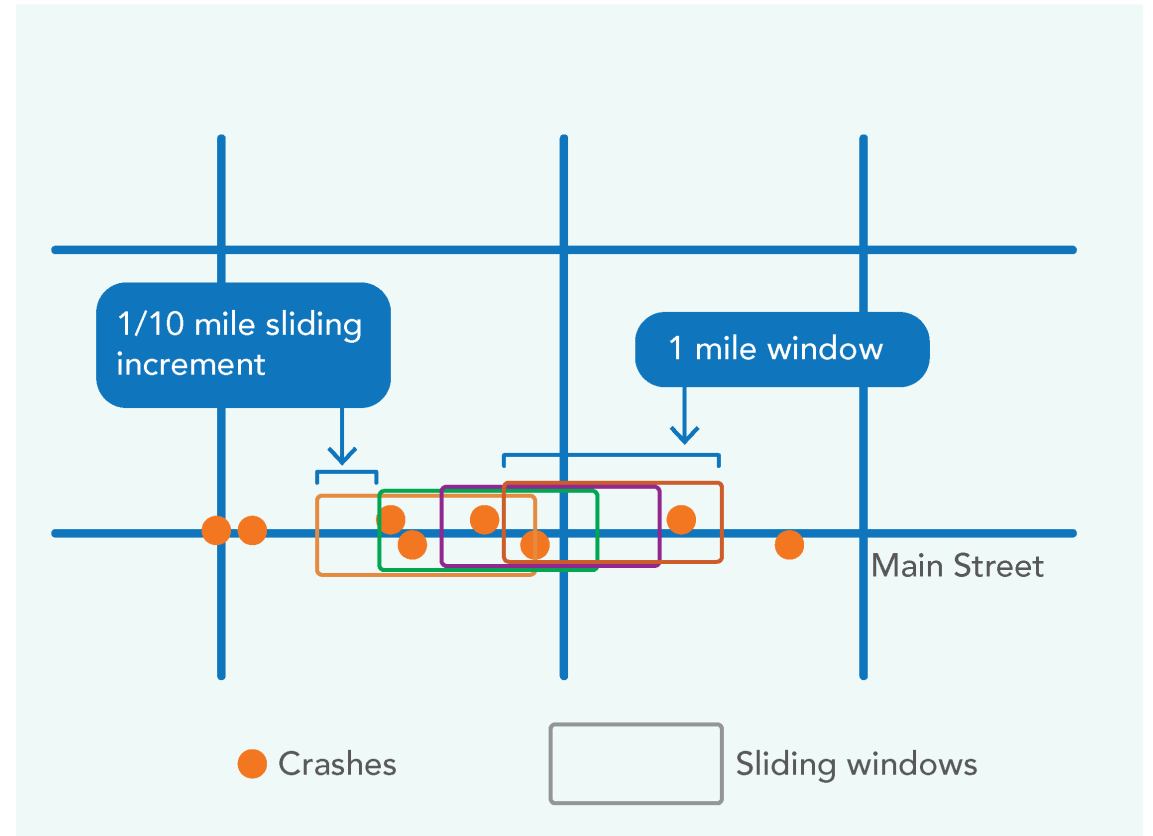 1/10 mile sliding
increment
1 mile window
Main Street
Crashes
Sliding windows